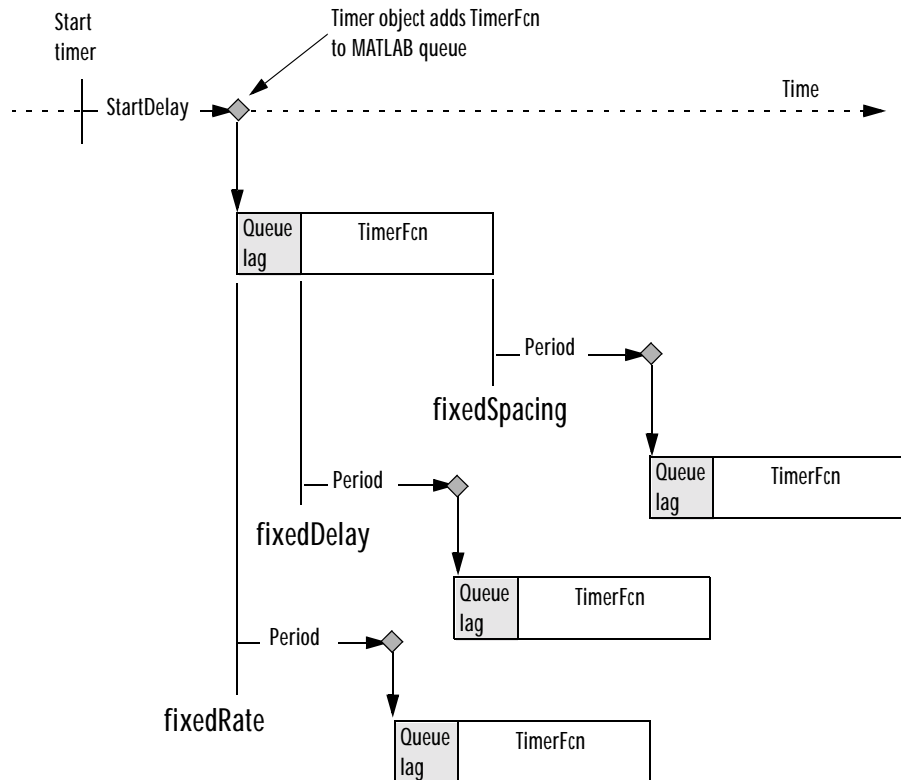 Start
timer
Timer object adds TimerFcn
to MATLAB queue
StartDelay
Time
Queue
lag
TimerFcn
Period
fixedSpacing
Queue
lag
TimerFcn
Period
fixedDelay
Queue
lag
TimerFcn
Period
fixedRate
Queue
lag
TimerFcn